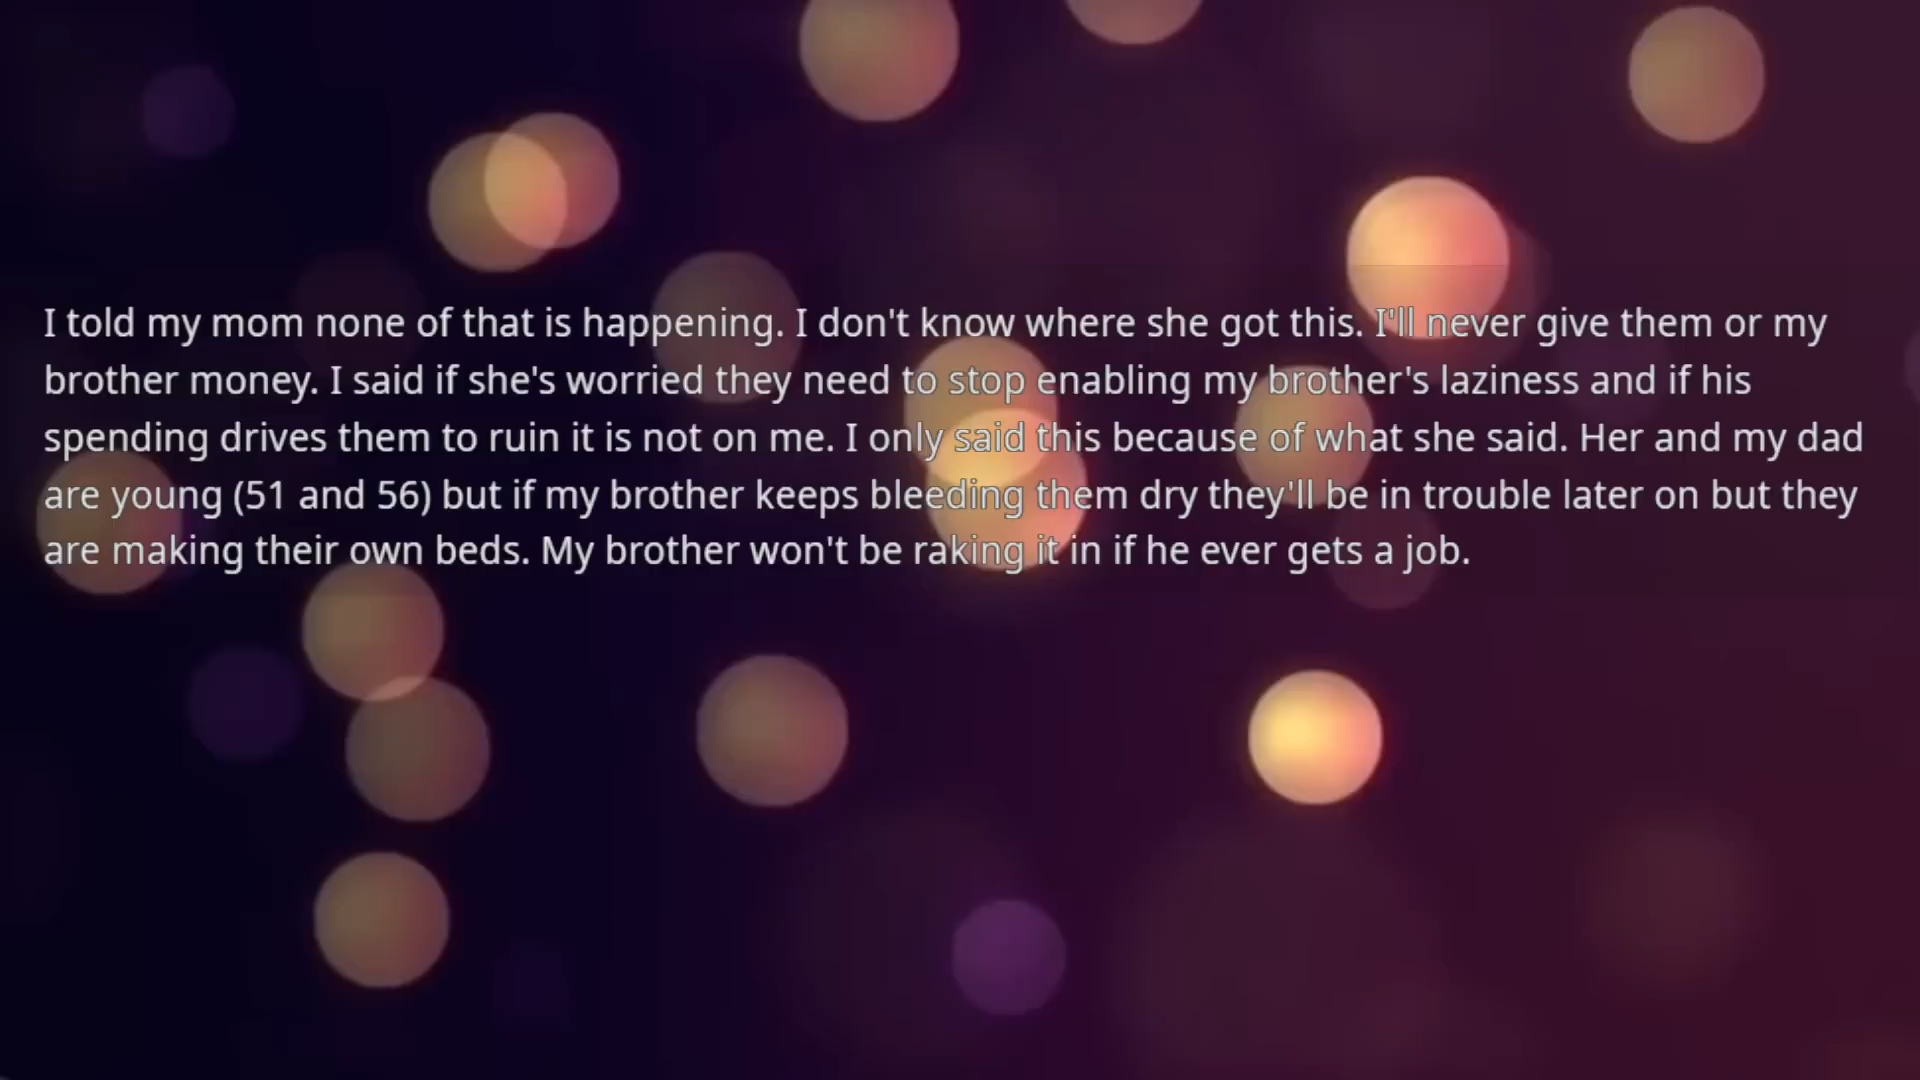 I told my mom none of that is happening. I don't know where she got this. I'll never give them or my
brother money. I said if she's worried they need to stop enabling my brother's laziness and if his
spending drives them to ruin it is not on me. I only said this because of what she said. Her and my dad
are young (51 and 56) but if my brother keeps bleeding them dry they'll be in trouble later on but they
are making their own beds. My brother won't be raking it in if he ever gets a job.